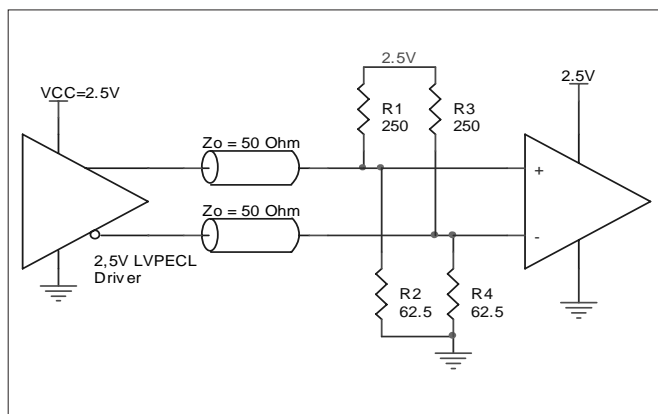 2.5V
VCC=2.5V
2.5V
R1
250
R3
250
Zo = 50 Ohm
+
Zo = 50 Ohm
-
2,5V LVPECL
Driver
R2
62.5
R4
62.5